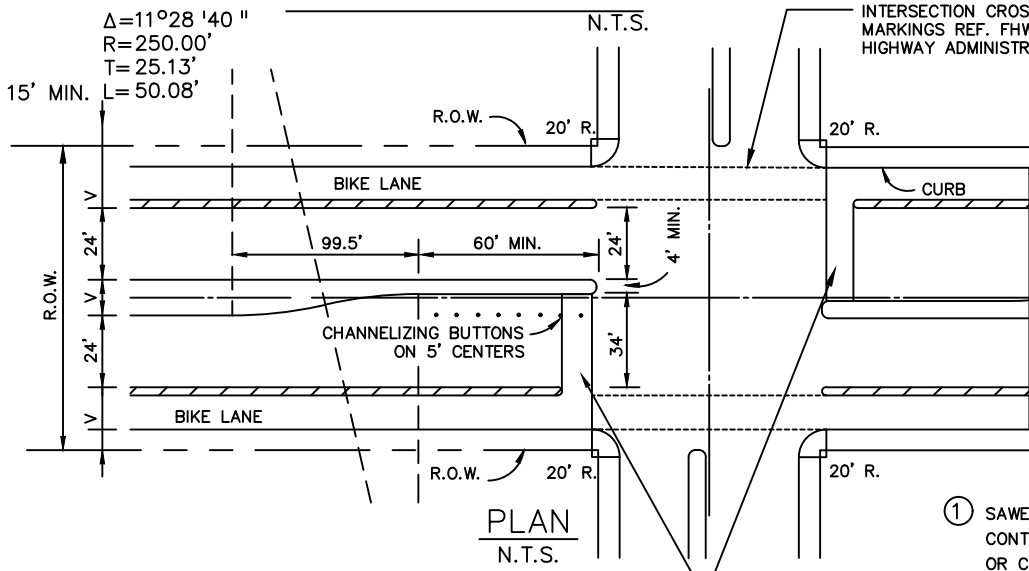 Δ=11°28 '40 "
R=250.00'
T=25.13'
L=50.08'
15' MIN.
N.T.S.
INTERSECTION CROS
MARKINGS REF. FHW
HIGHWAY ADMINISTR
R.O.W.
20' R.
20' R.
BIKE LANE
CURB
V
24'
99.5'
60' MIN.
24'
4' MIN.
R.O.W.
V
CHANNELIZING BUTTONS
ON 5' CENTERS
34'
24'
V
BIKE LANE
R.O.W.
20' R.
20' R.
PLAN
N.T.S.
1 SAWE
CONT
OR C